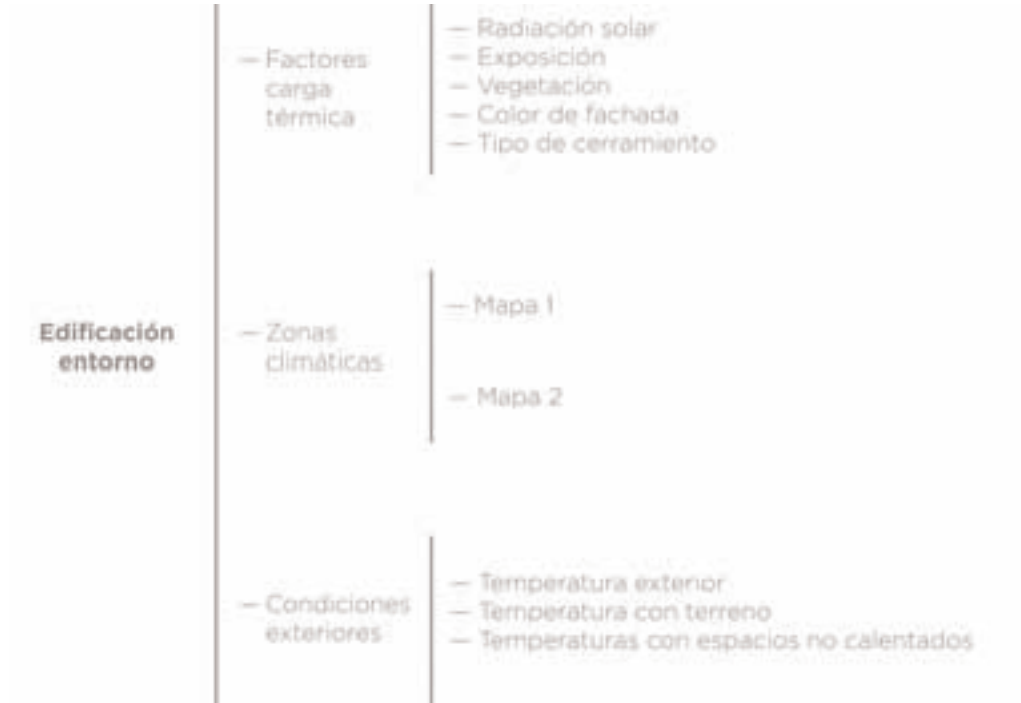 Edificación
entorno
— Factores
carga
térmica
— Radiación solar
— Exposición
— Vegetación
— Color de fachada
— Tipo de cerramiento
— Zonas
climáticas
— Mapa 1
— Mapa 2
— Condiciones
exteriores
— Temperatura exterior
— Temperatura con terreno
— Temperaturas con espacios no calentados